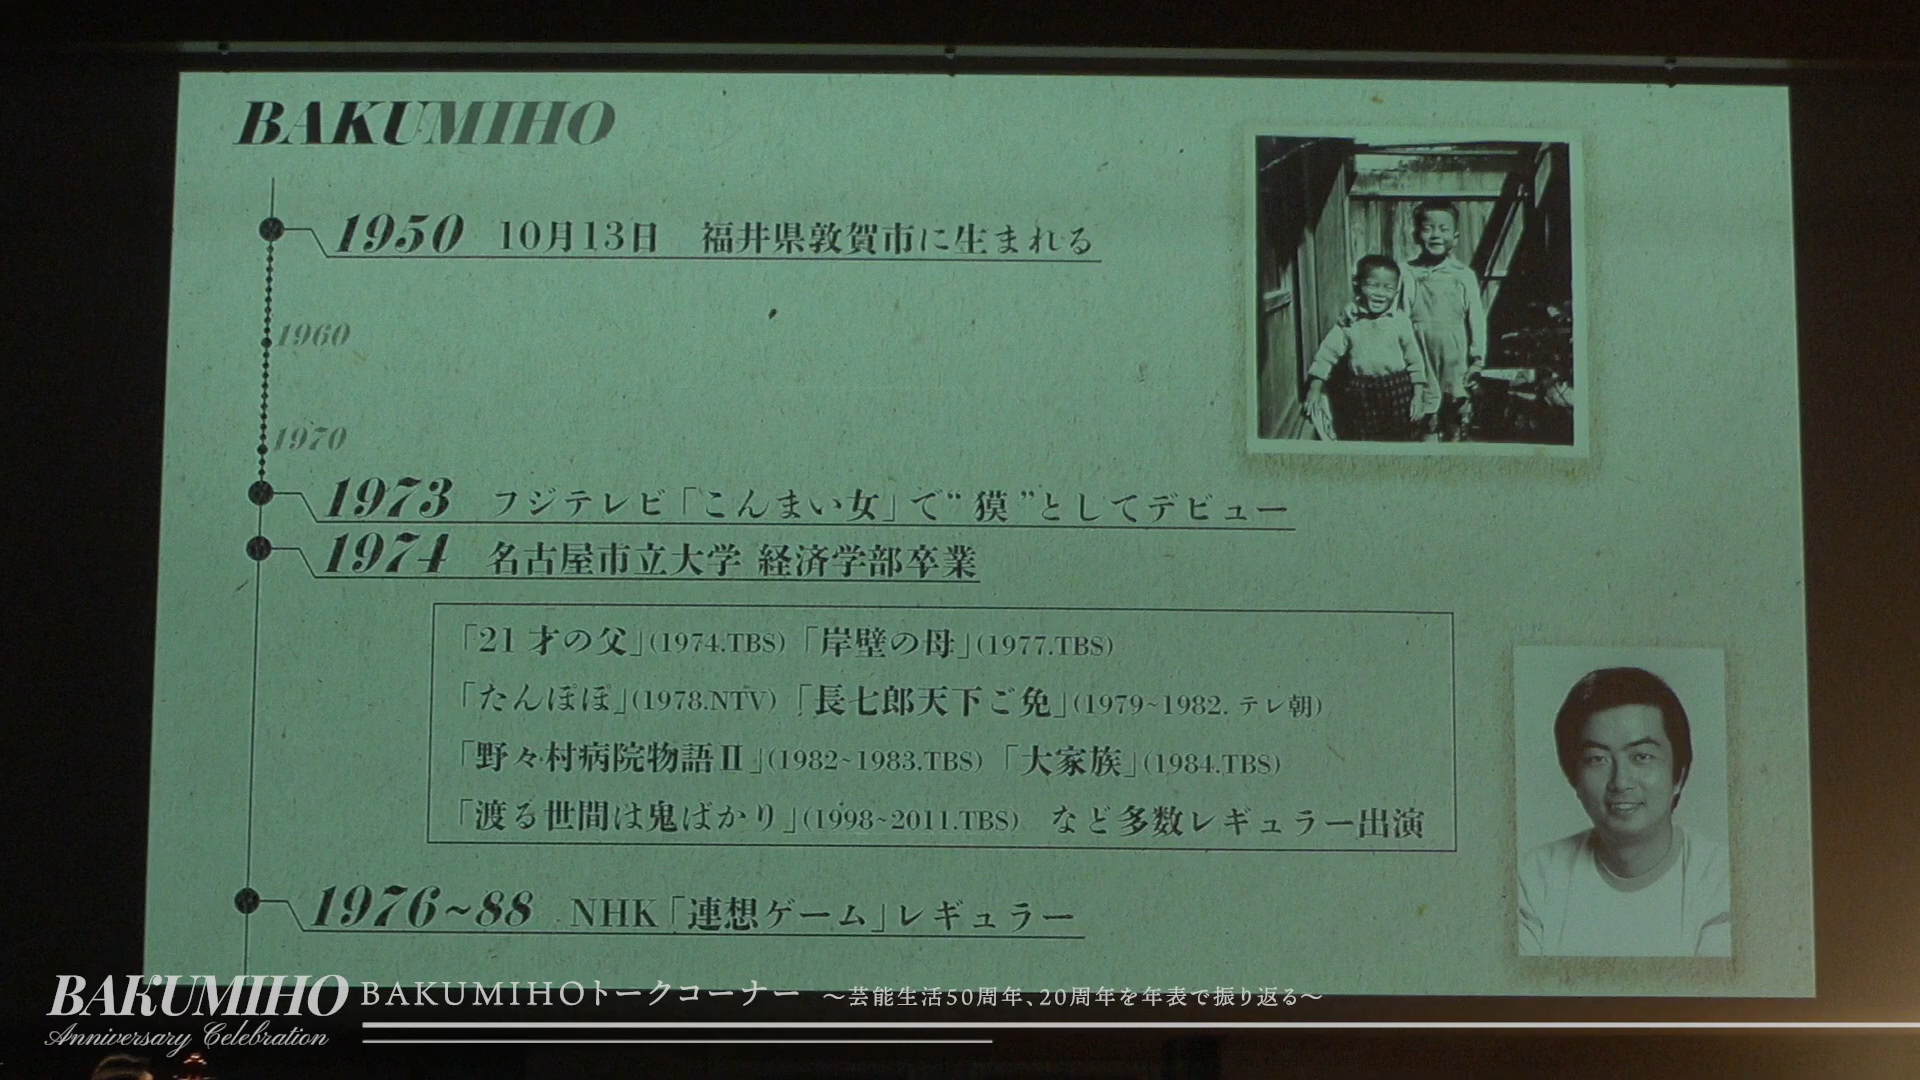 BAKUMIHO
1950 10月13日 福井県敦賀市に生まれる
1960
1970
1973 フジテレビ「こんまい女」で“獏”としてデビュー
1974 名古屋市立大学 経済学部卒業
「21才の父」(1974.TBS)「岸壁の母」(1977.TBS)
「たんぽぽ」(1978.NTV)「長七郎天下ご免」(1979~1982.テレ朝)
「野々村病院物語Ⅱ」(1982~1983.TBS)「大家族」(1984.TBS)
「渡る世間は鬼ばかり」(1998~2011.TBS) など多数レギュラー出演
1976~88 NHK「連想ゲーム」レギュラー
BAKUMIHO BAKUMIHOトークコーナー ～芸能生活50周年、20周年を年表で振り返る～
Anniversary Celebration